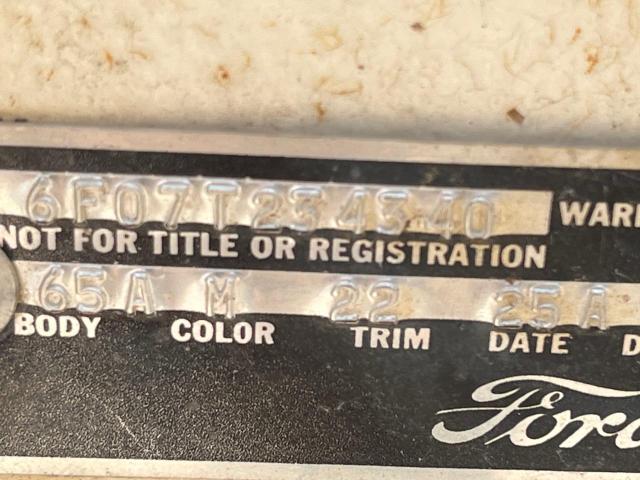 6F07T234340 WARR
NOT FOR TITLE OR REGISTRATION
65A M 22 25A
BODY COLOR TRIM DATE D
Ford